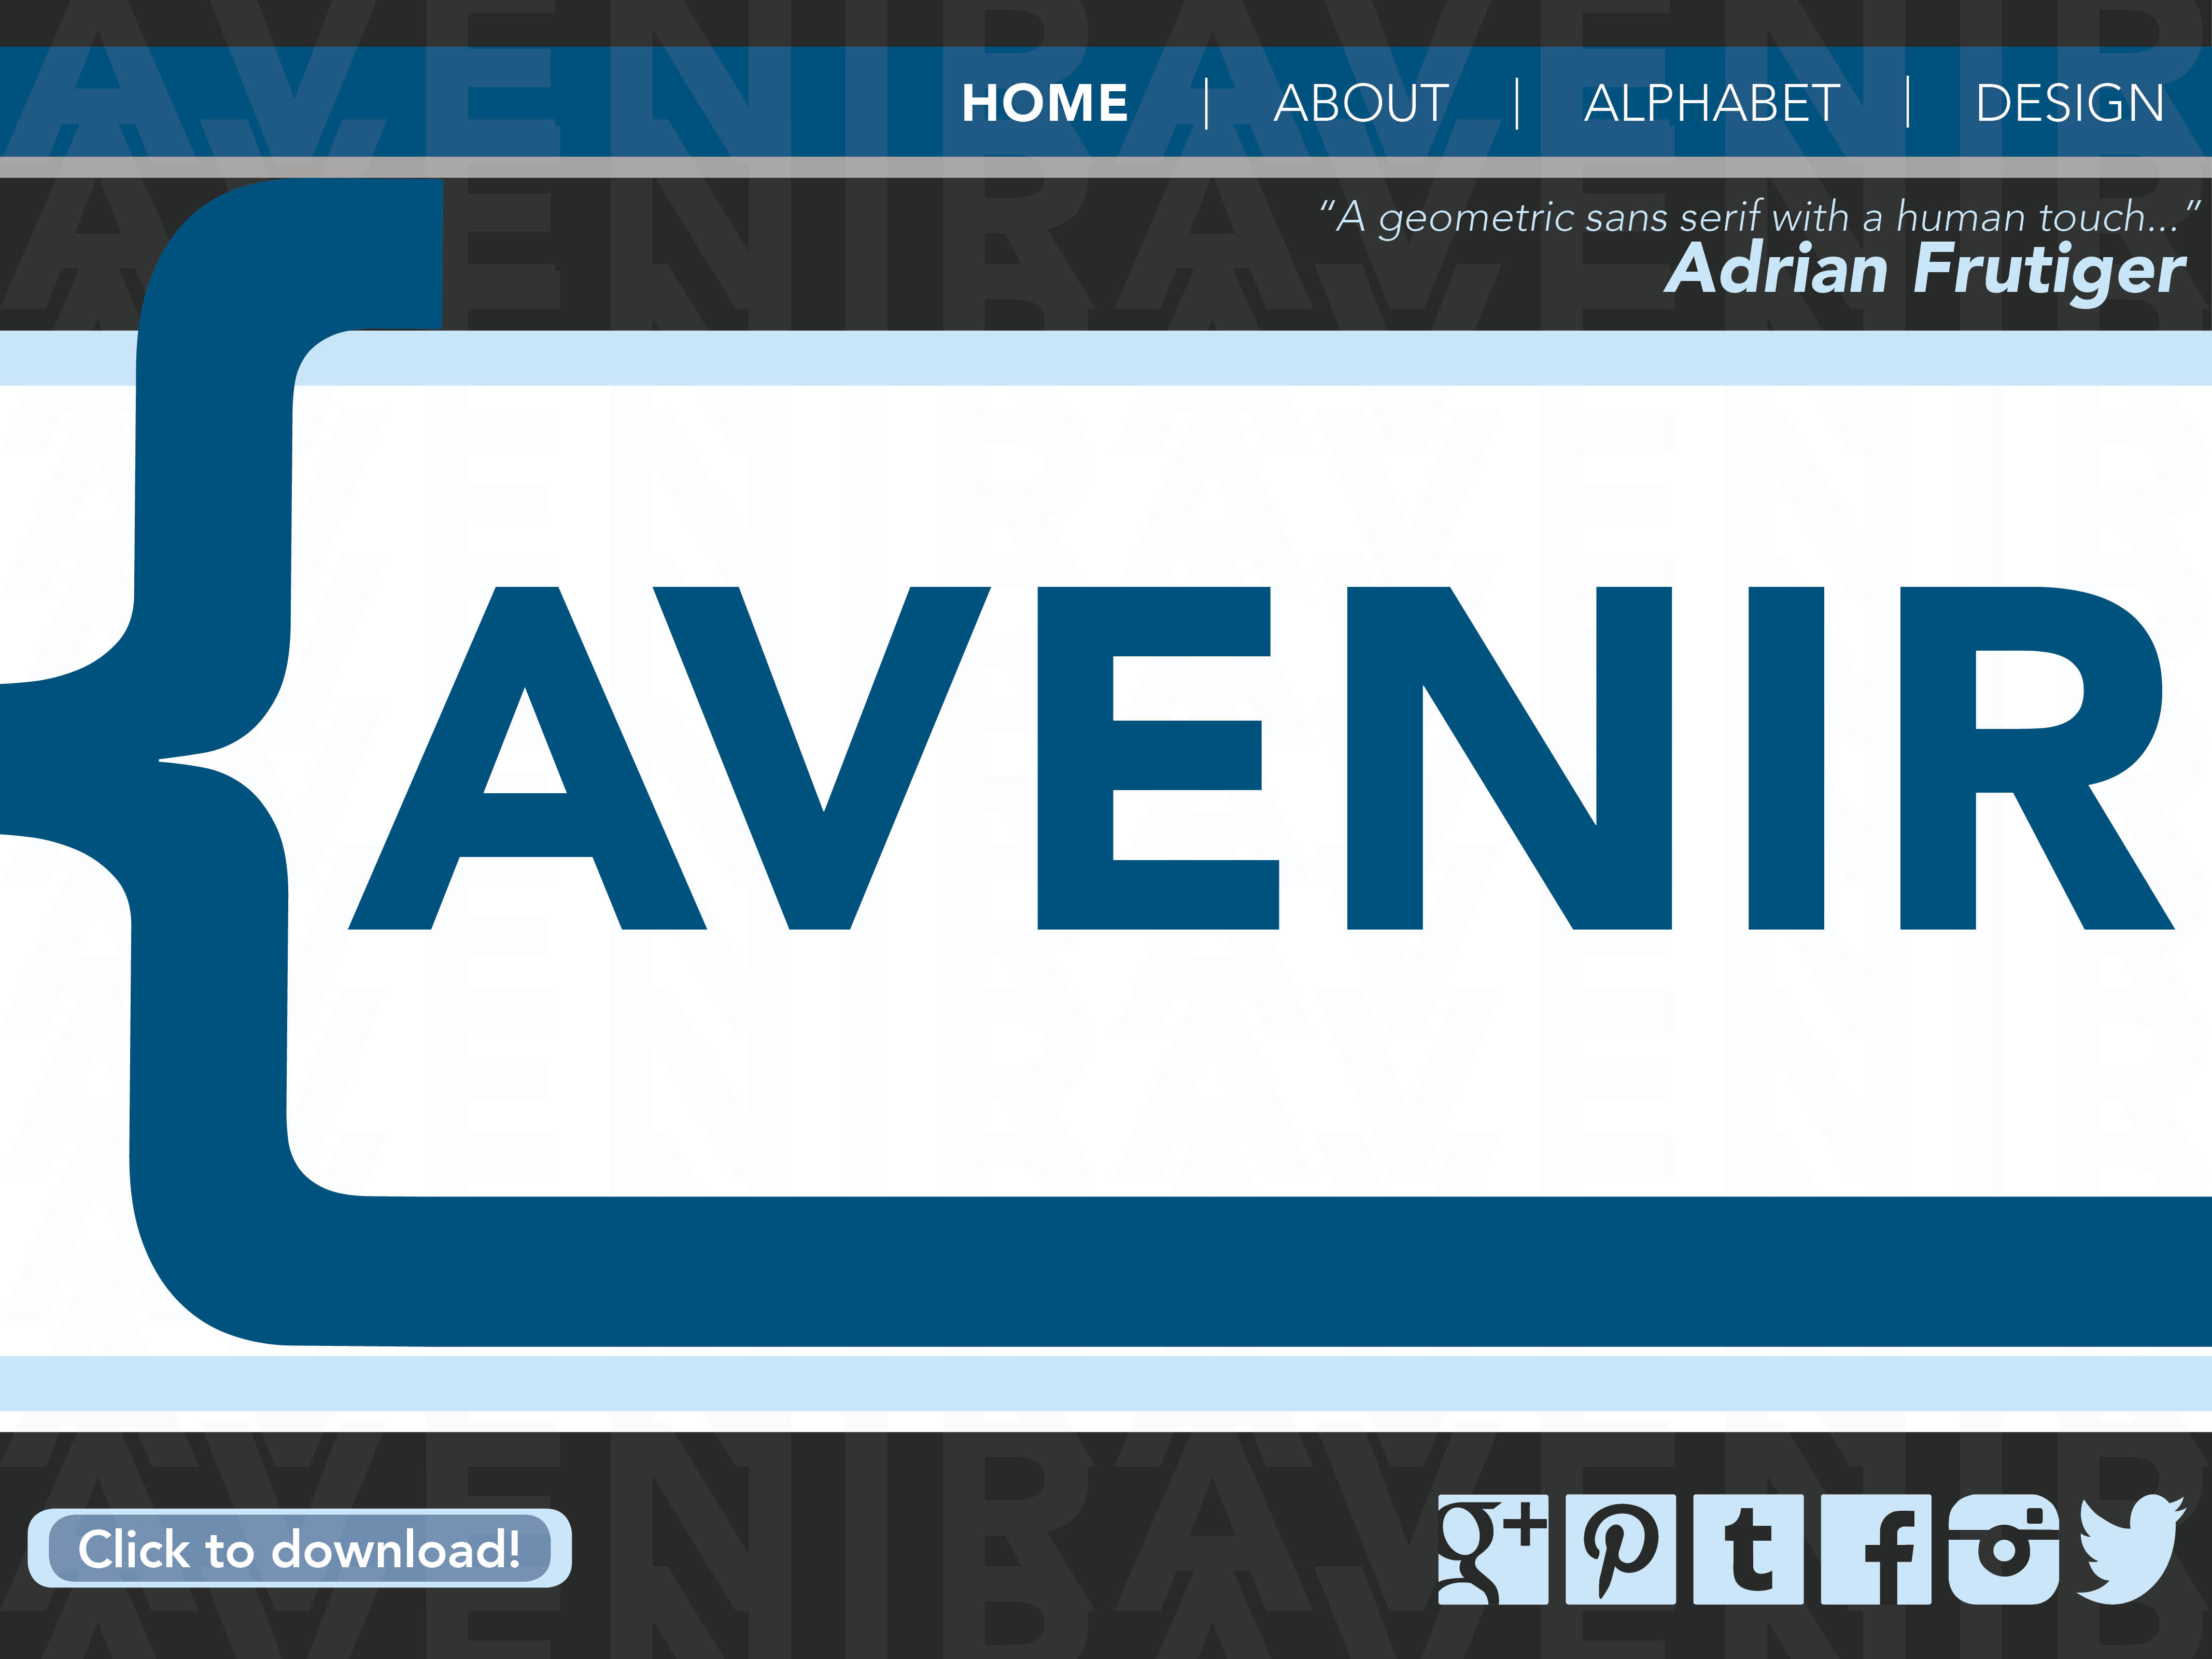 HOME | ABOUT | ALPHABET | DESIGN
“A geometric sans serif with a human touch...”
Adrian Frutiger
{AVENIR
Click to download!
g+ p t f